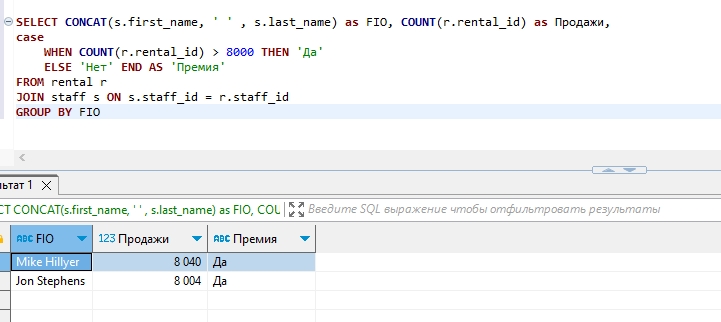 SELECT CONCAT(s.first_name, ' ' , s.last_name) as FIO, COUNT(r.rental_id) as Продажи,
case
WHEN COUNT(r.rental_id) > 8000 THEN 'Да'
ELSE 'Нет' END AS 'Премия'
FROM rental r
JOIN staff s ON s.staff_id = r.staff_id
GROUP BY FIO
льтат 1
CT CONCAT(s.first_name, ' ' , s.last_name) as FIO, COU Введите SQL выражение чтобы отфильтровать результаты
ABC FIO 123 Продажи ABC Премия
Mike Hillyer 8 040 Да
Jon Stephens 8 004 Да